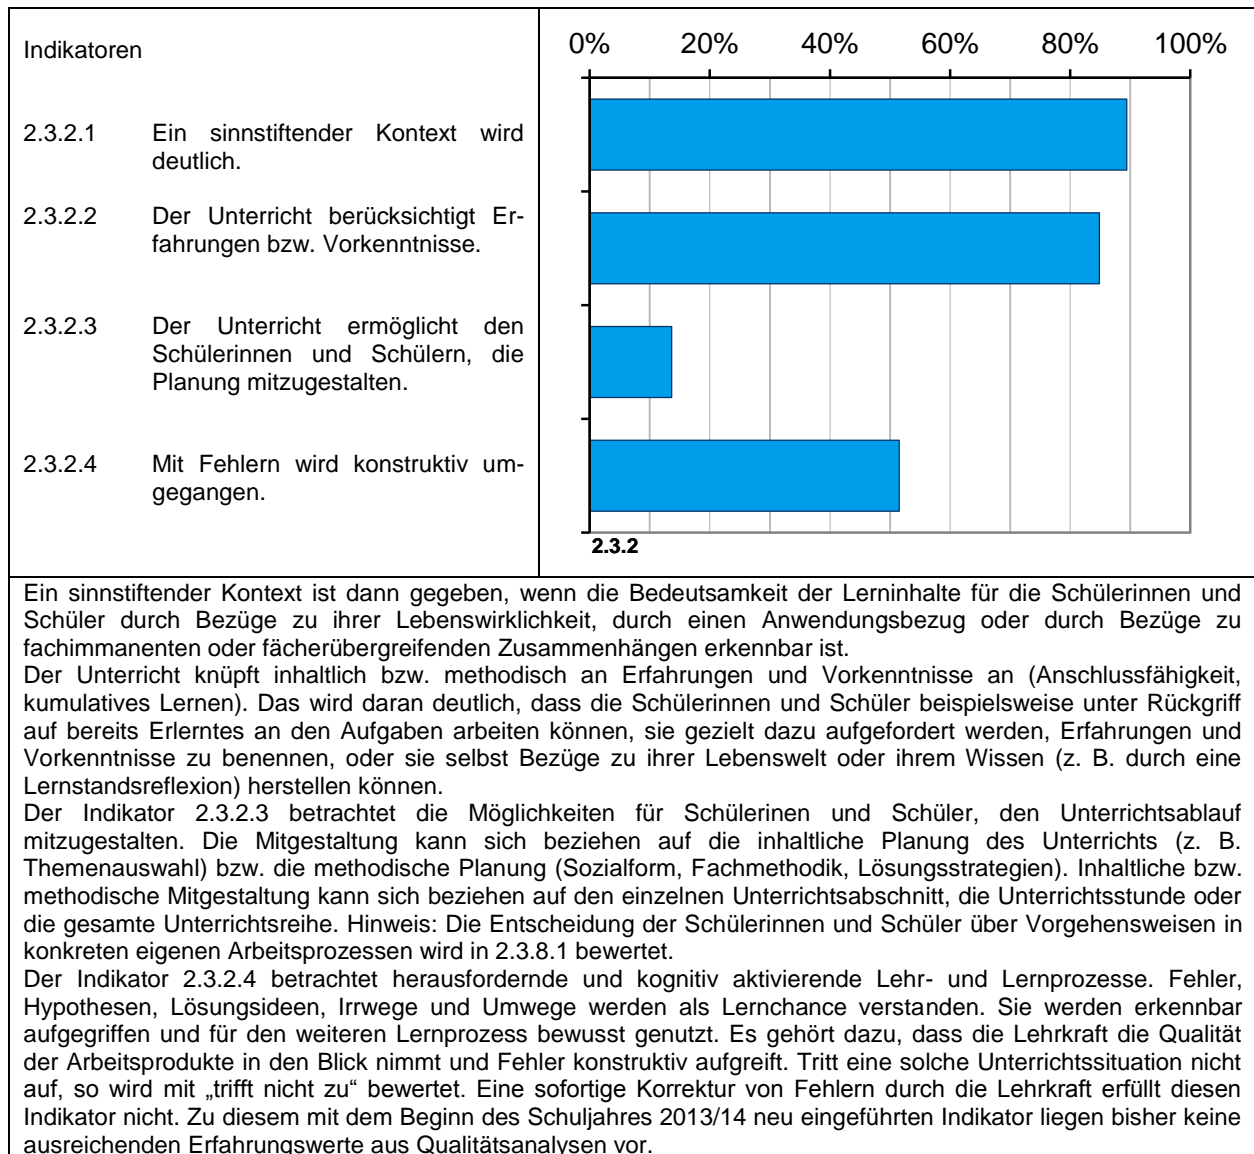 Indikatoren
0% 20% 40% 60% 80% 100%
2.3.2.1 Ein sinnstiftender Kontext wird
deutlich.
2.3.2.2 Der Unterricht berücksichtigt Er-
fahrungen bzw. Vorkenntnisse.
2.3.2.3 Der Unterricht ermöglicht den
Schülerinnen und Schülern, die
Planung mitzugestalten.
2.3.2.4 Mit Fehlern wird konstruktiv um-
gegangen.
2.3.2
Ein sinnstiftender Kontext ist dann gegeben, wenn die Bedeutsamkeit der Lerninhalte für die Schülerinnen und
Schüler durch Bezüge zu ihrer Lebenswirklichkeit, durch einen Anwendungsbezug oder durch Bezüge zu
fachimmanenten oder fächerübergreifenden Zusammenhängen erkennbar ist.
Der Unterricht knüpft inhaltlich bzw. methodisch an Erfahrungen und Vorkenntnisse an (Anschlussfähigkeit,
kumulatives Lernen). Das wird daran deutlich, dass die Schülerinnen und Schüler beispielsweise unter Rückgriff
auf bereits Erlerntes an den Aufgaben arbeiten können, sie gezielt dazu aufgefordert werden, Erfahrungen und
Vorkenntnisse zu benennen, oder sie selbst Bezüge zu ihrer Lebenswelt oder ihrem Wissen (z. B. durch eine
Lernstandsreflexion) herstellen können.
Der Indikator 2.3.2.3 betrachtet die Möglichkeiten für Schülerinen und Schüler, den Unterrichtsablauf
mitzugestalten. Die Mitgestaltung kann sich beziehen auf die inhaltliche Planung des Unterrichts (z. B.
Themenauswahl) bzw. die methodische Planung (Sozialform, Fachmethodik, Lösungsstrategien). Inhaltliche bzw.
methodische Mitgestaltung kann sich beziehen auf den einzelnen Unterrichtsabschnitt, die Unterrichtsstunde oder
die gesamte Unterrichtsreihe. Hinweis: Die Entscheidung der Schülerinnen und Schüler über Vorgehensweisen in
konkreten eigenen Arbeitsprozessen wird in 2.3.8.1 bewertet.
Der Indikator 2.3.2.4 betrachtet herausfordernde und kognitiv aktivierende Lehr- und Lernprozesse. Fehler,
Hypothesen, Lösungsideen, Irrwege und Umwege werden als Lernchance verstanden. Sie werden erkennbar
aufgegriffen und für den weiteren Lernprozess bewusst genutzt. Es gehört dazu, dass die Lehrkraft die Qualität
der Arbeitsprodukte in den Blick nimmt und Fehler konstruktiv aufgreift. Tritt eine solche Unterrichtssituation nicht
auf, so wird mit „trifft nicht zu“ bewertet. Eine sofortige Korrektur von Fehlern durch die Lehrkraft erfüllt diesen
Indikator nicht. Zu diesem mit dem Beginn des Schuljahres 2013/14 neu eingeführten Indikator liegen bisher keine
ausreichenden Erfahrungswerte aus Qualitätsanalysen vor.